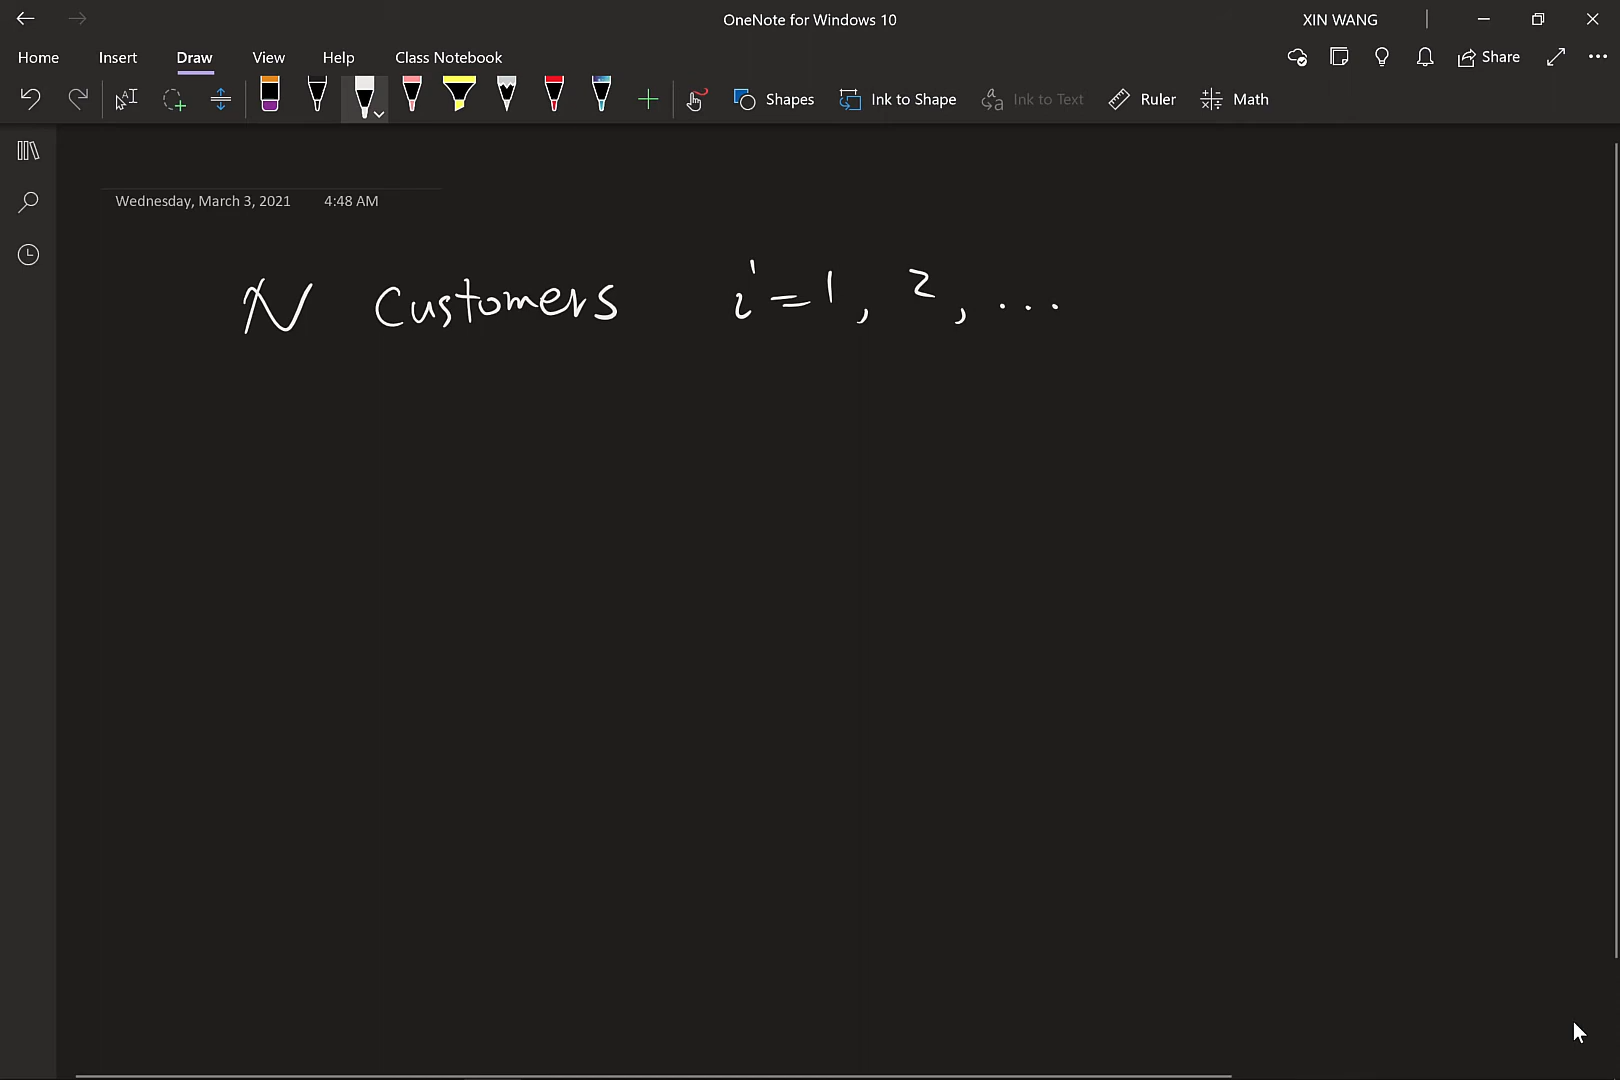 OneNote for Windows 10
XIN WANG
Home Insert Draw View Help Class Notebook
Share
Shapes Ink to Shape Ink to Text Ruler Math
Wednesday, March 3, 2021 4:48 AM
N Customers i=1, 2, ...